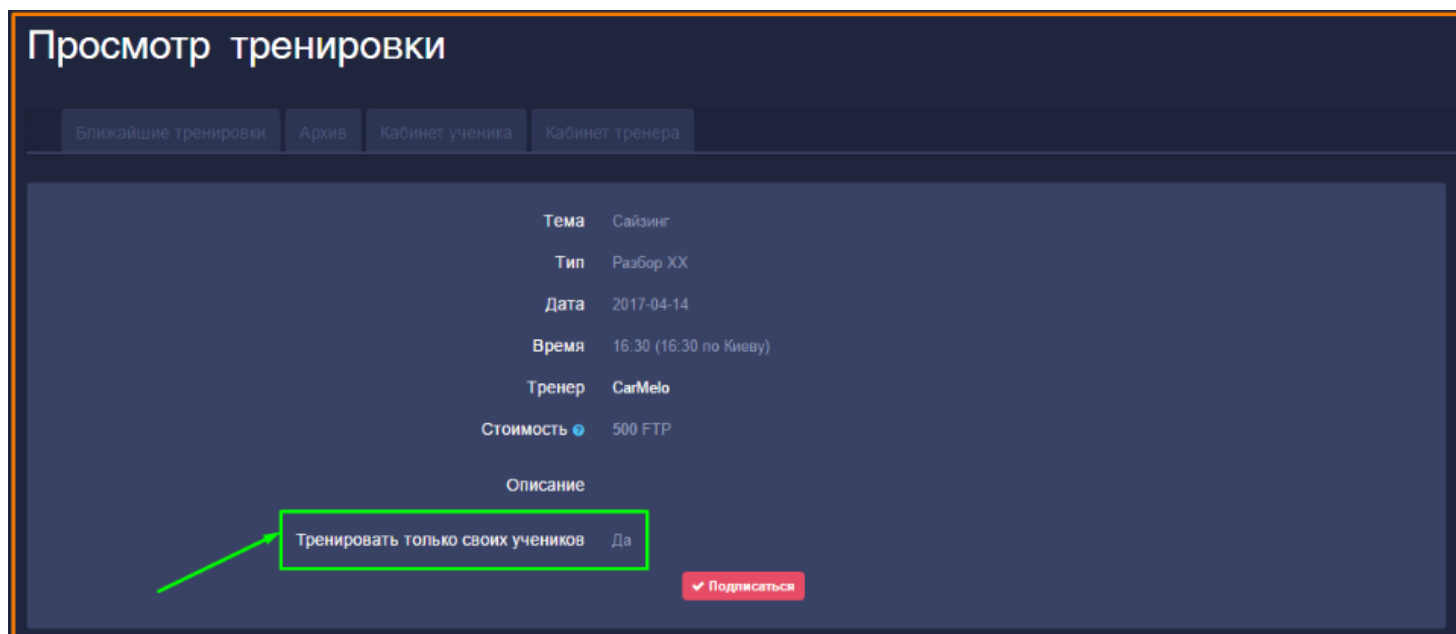 Просмотр тренировки
Ближайшие тренировки Архив Кабинет ученика Кабинет тренера
Тема Сайзинг
Тип Разбор ХХ
Дата 2017-04-14
Время 16:30 (16:30 по Киеву)
Тренер CarMelo
Стоимость ? 500 FTP
Описание
Тренировать только своих учеников Да
✔ Подписаться